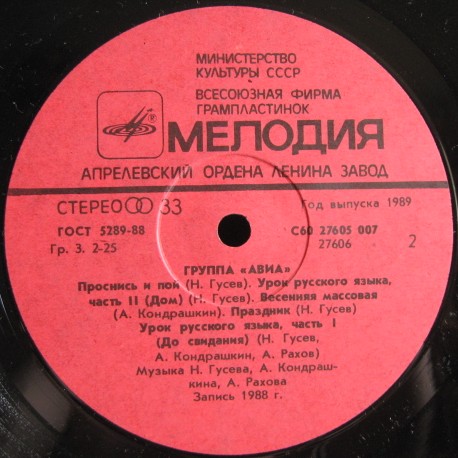 МИНИСТЕРСТВО
КУЛЬТУРЫ СССР
ВСЕСОЮЗНАЯ ФИРМА
ГРАМПЛАСТИНОК
МЕЛОДИЯ
АПРЕЛЕВСКИЙ ОРДЕНА ЛЕНИНА ЗАВОД
СТЕРЕО 33
Год выпуска 1989
ГОСТ 5289-88
С60 27605 007
Гр. 3. 2-25
27606
2
ГРУППА «АВИА»
Проснись и пой (Н. Гусев). Урок русского языка,
часть II (Дом) (Н. Гусев). Весенняя массовая
(А. Кондрашкин). Праздник (Н. Гусев)
Урок русского языка, часть I
(До свидания) (Н. Гусев,
А. Кондрашкин, А. Рахов)
Музыка Н. Гусева, А. Кондраш-
кина, А. Рахова
Запись 1988 г.